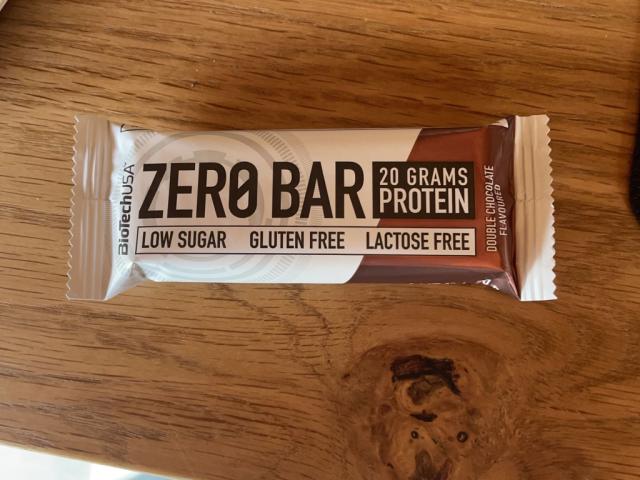 BioTechUSA
ZERO BAR
20 GRAMS
PROTEIN
LOW SUGAR GLUTEN FREE LACTOSE FREE
DOUBLE CHOCOLATE
FLAVOURED